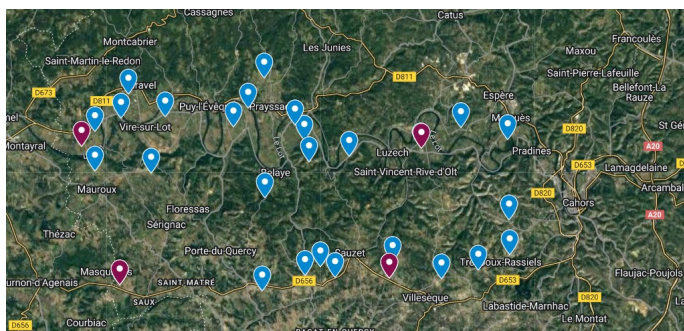 Cassagnes
Catus
Montcabrier
Les Junies
Francoulès
Saint-Martin-le-Redon
Maxou
Saint-Pierre-Lafeuille
D673
D811
D811
Bellefont-La
Rauze
Puy-l'Évêque
Prayssac
Espère
Vire-sur-Lot
D820
Montayral
Luzech
Pradines
A20
D653
Lamagdelaine
Saint-Vincent-Rive d'Olt
Belaye
Mauroux
D820
Cahors
Arcambal
Floressas
A20
Thézac
Sérignac
Porte-du-Quercy
Sauzet
SAINT-MATRÉ
D656
D653
Flaujac-Poujols
SAUX
Villesèque
Labastide-Marnhac
D820
D656
Courbiac
Le Montat